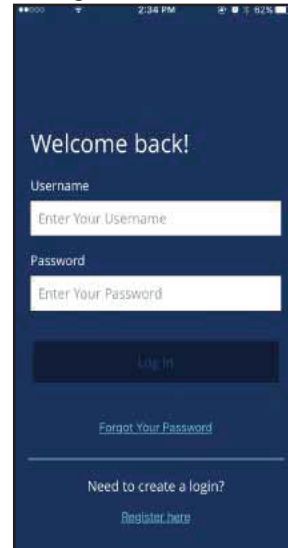 2:34 PM 62%
Welcome back!
Username
Enter Your Username
Password
Enter Your Password
Log In
Forgot Your Password
Need to create a login?
Register here